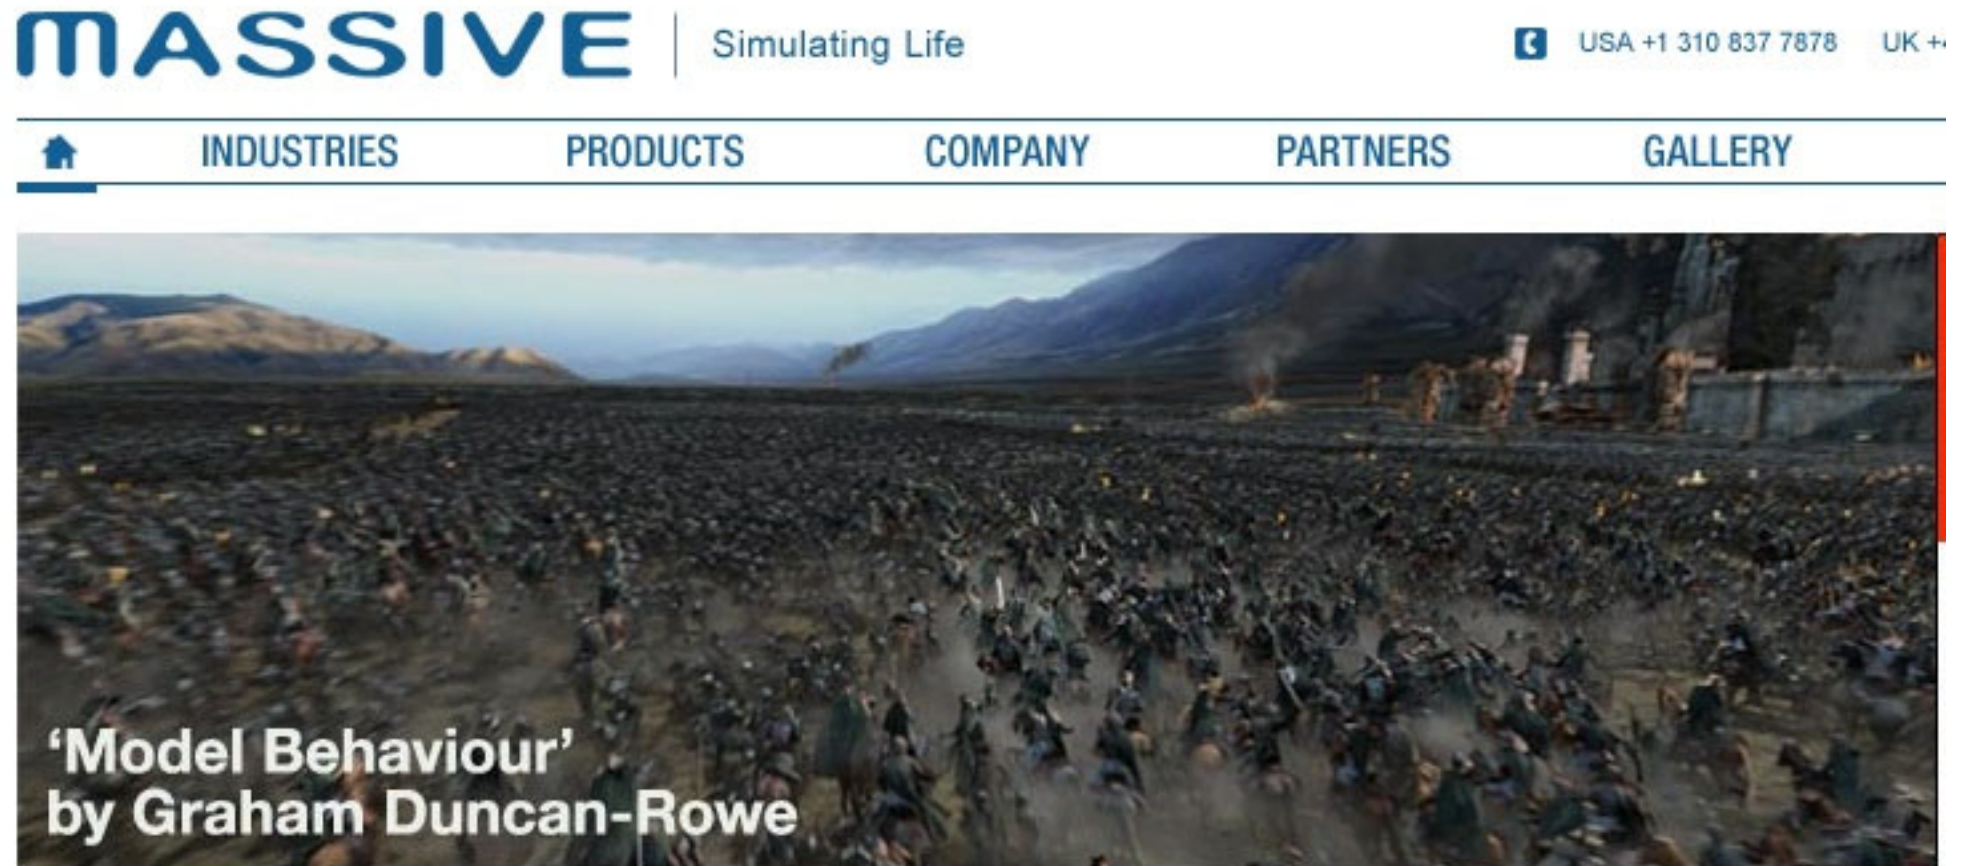 MASSIVE
Simulating Life
USA +1 310 837 7878 UK +
INDUSTRIES PRODUCTS COMPANY PARTNERS GALLERY
‘Model Behaviour’
by Graham Duncan-Rowe